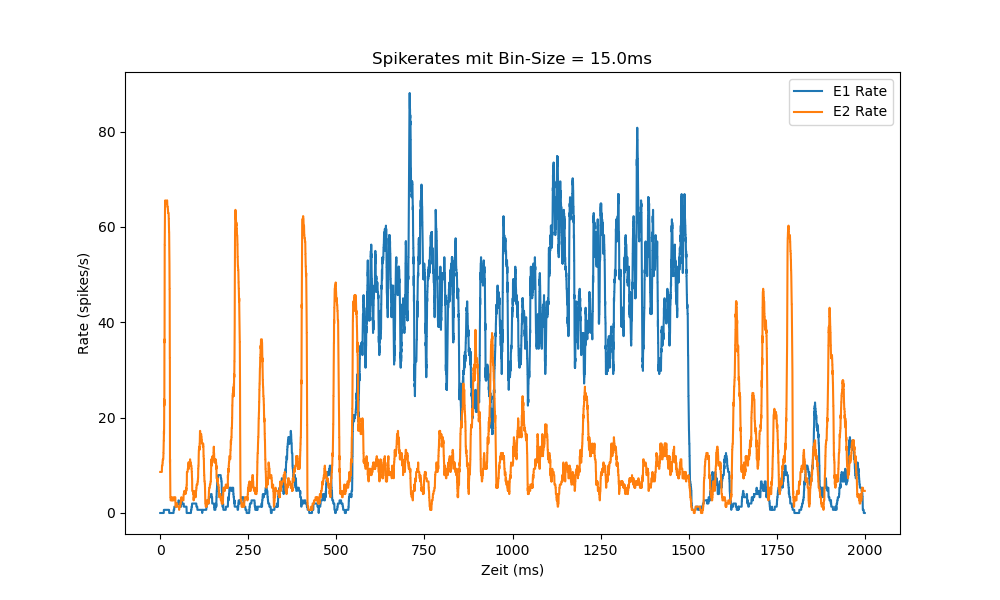 Spikerates mit Bin-Size = 15.0ms
E1 Rate
E2 Rate
Rate (spikes/s)
80
60
40
20
0
0 250 500 750 1000 1250 1500 1750 2000
Zeit (ms)